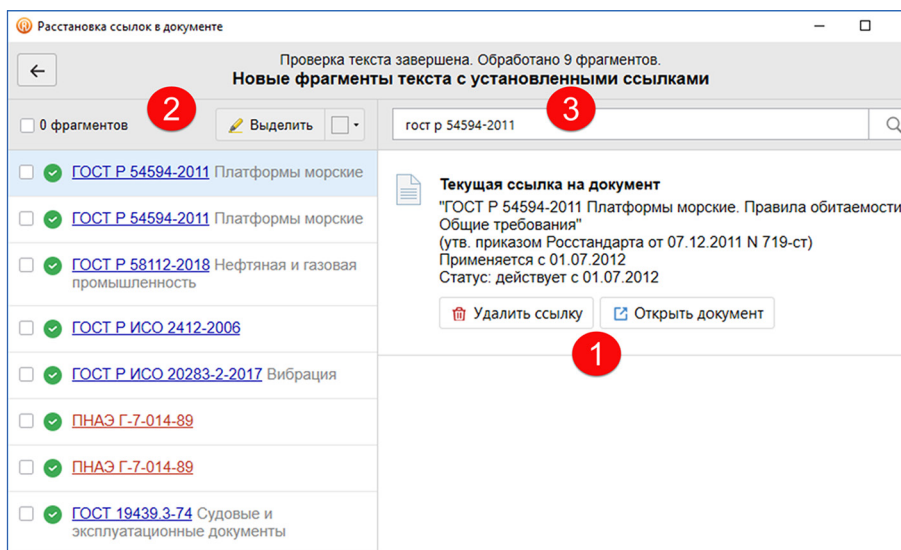 Расстановка ссылок в документе
Проверка текста завершена. Обработано 9 фрагментов.
Новые фрагменты текста с установленными ссылками
0 фрагментов
2
Выделить
3
гост р 54594-2011
ГОСТ Р 54594-2011 Платформы морские
ГОСТ Р 54594-2011 Платформы морские
ГОСТ Р 58112-2018 Нефтяная и газовая
промышленность
ГОСТ Р ИСО 2412-2006
ГОСТ Р ИСО 20283-2-2017 Вибрация
ПНАЭ Г-7-014-89
ПНАЭ Г-7-014-89
ГОСТ 19439.3-74 Судовые и
эксплуатационные документы
Текущая ссылка на документ
"ГОСТ Р 54594-2011 Платформы морские. Правила обитаемости
Общие требования"
(утв. приказом Росстандарта от 07.12.2011 N 719-ст)
Применяется с 01.07.2012
Статус: действует с 01.07.2012
Удалить ссылку
Открыть документ
1